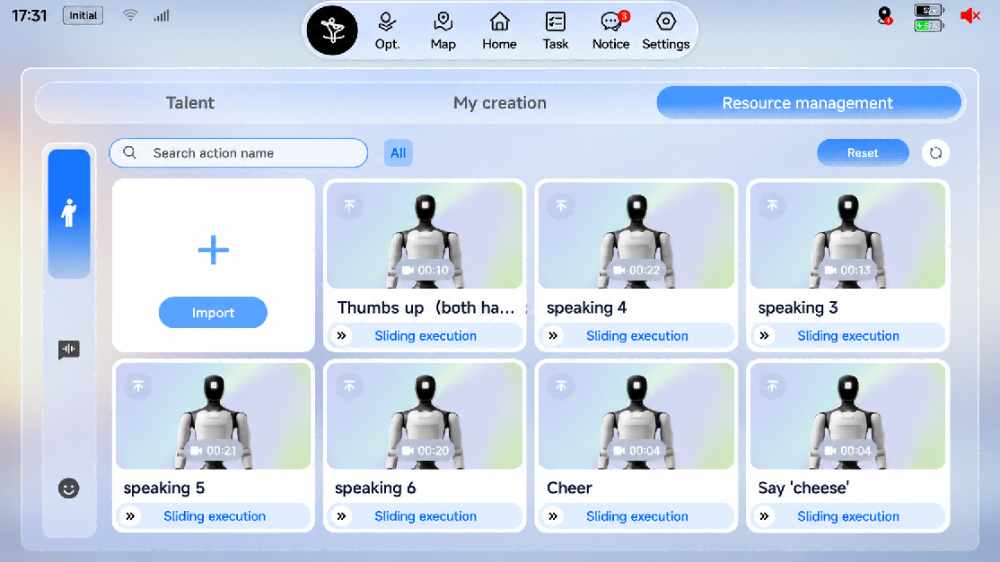 17:31 Initial
52%
52%
Opt. Map Home Task Notice Settings
3
Talent My creation Resource management
Search action name All Reset
Import
00:10
Thumbs up（both ha...
Sliding execution
00:22
speaking 4
Sliding execution
00:13
speaking 3
Sliding execution
00:21
speaking 5
Sliding execution
00:20
speaking 6
Sliding execution
00:04
Cheer
Sliding execution
00:04
Say 'cheese'
Sliding execution